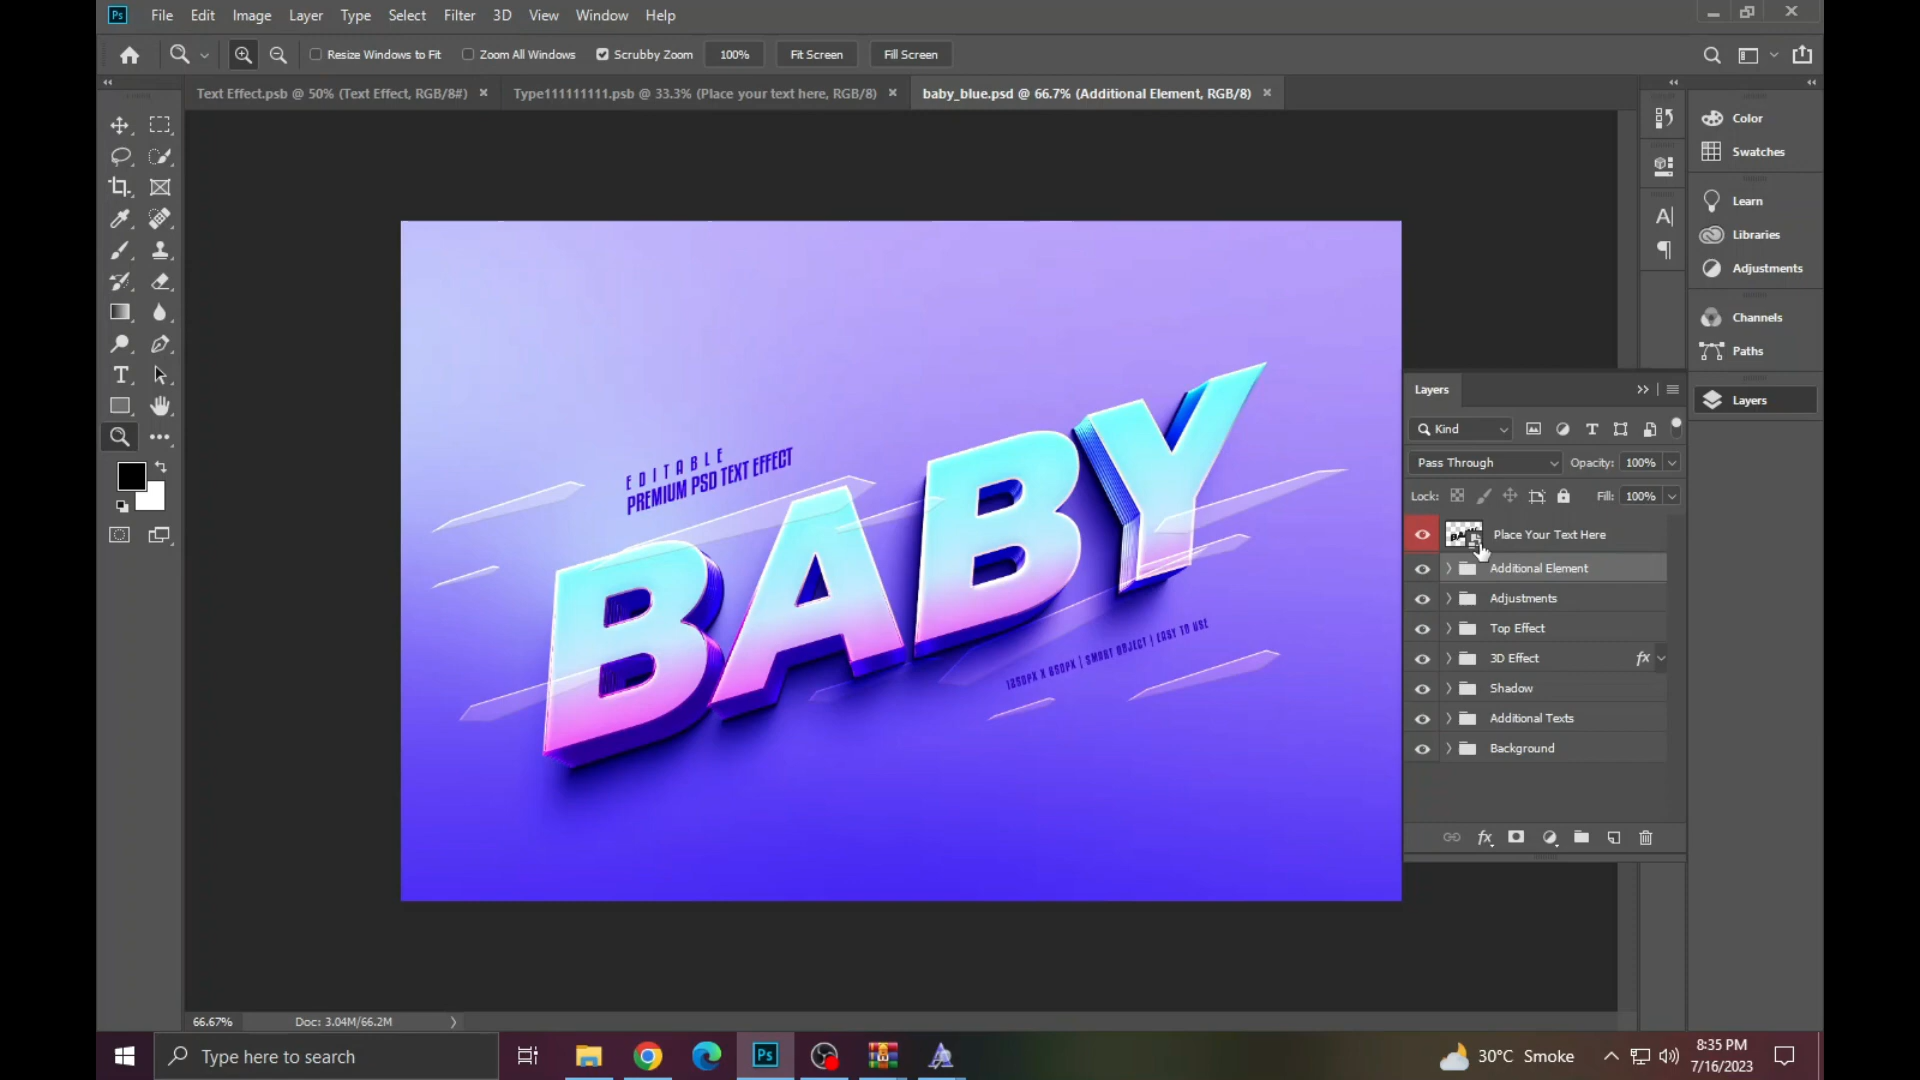 Ps File Edit Image Layer Type Select Filter 3D View Window Help
Resize Windows to Fit Zoom All Windows Scrubby Zoom 100% Fit Screen Fill Screen
Text Effect.psb @ 50% (Text Effect, RGB/8#) × Type111111111.psb @ 33.3% (Place your text here, RGB/8) × baby_blue.psd @ 66.7% (Additional Element, RGB/8) ×
Color
Swatches
Learn
Libraries
Adjustments
Channels
Paths
Layers
EDITABLE
PREMIUM PSD TEXT EFFECT
BABY
1250PX X 850PX | SMART OBJECT | EASY TO USE
Layers
Kind
Pass Through Opacity: 100%
Lock: Fill: 100%
Place Your Text Here
Additional Element
Adjustments
Top Effect
3D Effect fx
Shadow
Additional Texts
Background
fx
66.67% Doc: 3.04M/66.2M
Type here to search
Ps
30°C Smoke
8:35 PM
7/16/2023